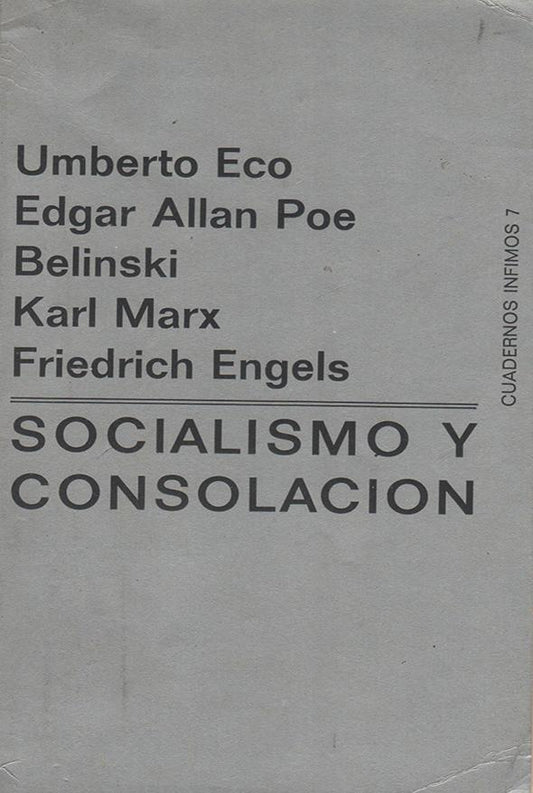 Umberto Eco
Edgar Allan Poe
Belinski
Karl Marx
Friedrich Engels
SOCIALISMO Y
CONSOLACION
CUADERNOS INFIMOS 7